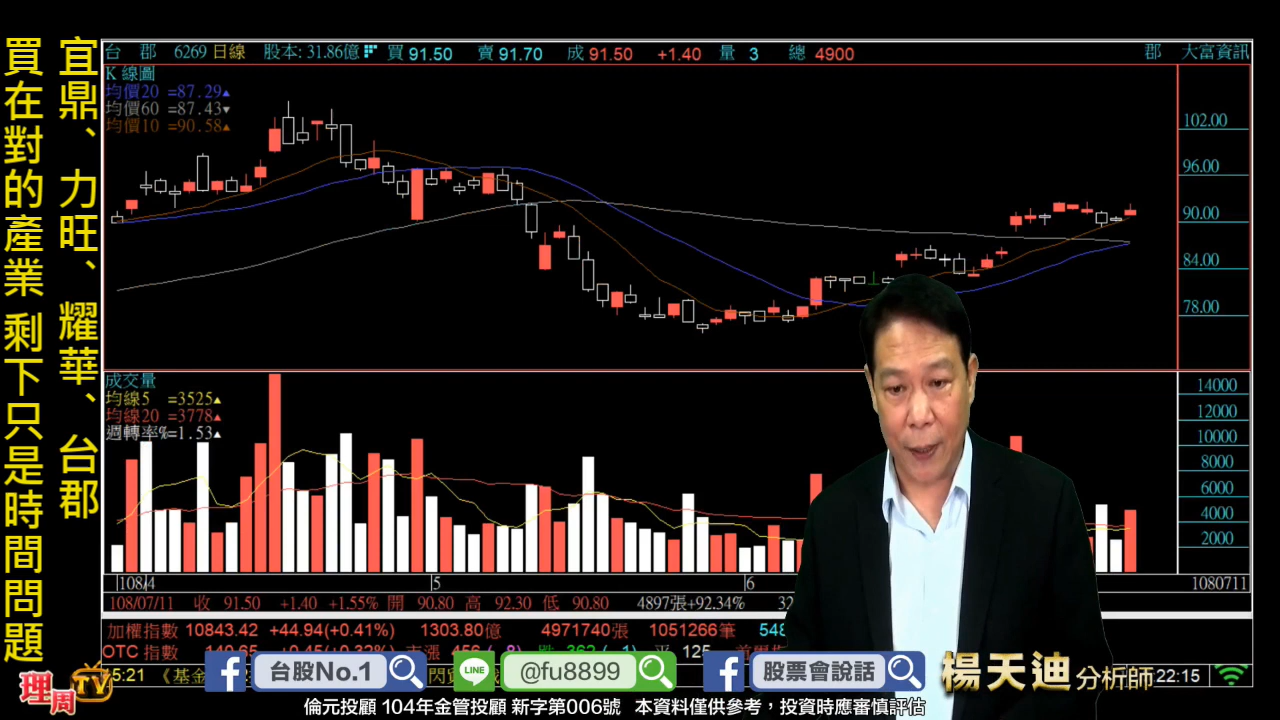 宜鼎、力旺、耀華、台郡
買在對的產業 剩下只是時間問題
台 郡 6269 日線 股本: 31.86億 買 91.50 賣 91.70 成 91.50 +1.40 量 3 總 4900 郡 大富資訊
K 線圖
均價20 =87.29▲
均價60 =87.43▼
均價10 =90.58▲
102.00
96.00
90.00
84.00
78.00
成交量
均線5 =3525▲
均線20 =3778▲
週轉率%=1.53▲
14000
12000
10000
8000
6000
4000
2000
108/4 5 6 1080711
108/07/11 收 91.50 +1.40 +1.55% 開 90.80 高 92.30 低 90.80 4897張+92.34%
加權指數 10843.42 +44.94(+0.41%) 1303.80億 4971740張 1051266筆 548
OTC 指數
125
理周TV
5:21 《基金
台股No.1
LINE @fu8899
股票會說話
楊天迪 分析師
22:15
倫元投顧 104年金管投顧 新字第006號 本資料僅供參考，投資時應審慎評估